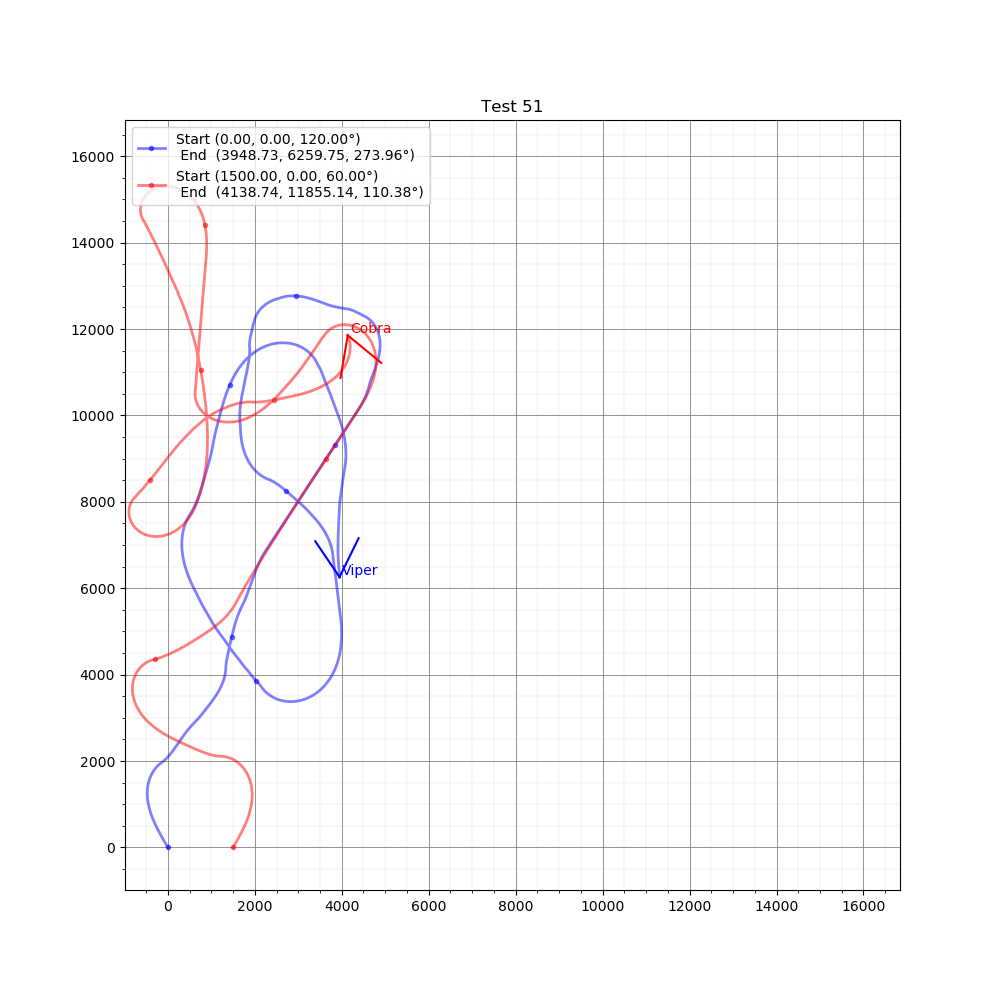 Test 51
Start (0.00, 0.00, 120.00°)
End  (3948.73, 6259.75, 273.96°)
Start (1500.00, 0.00, 60.00°)
End  (4138.74, 11855.14, 110.38°)
16000
14000
12000
10000
8000
6000
4000
2000
0
Cobra
Viper
0 2000 4000 6000 8000 10000 12000 14000 16000